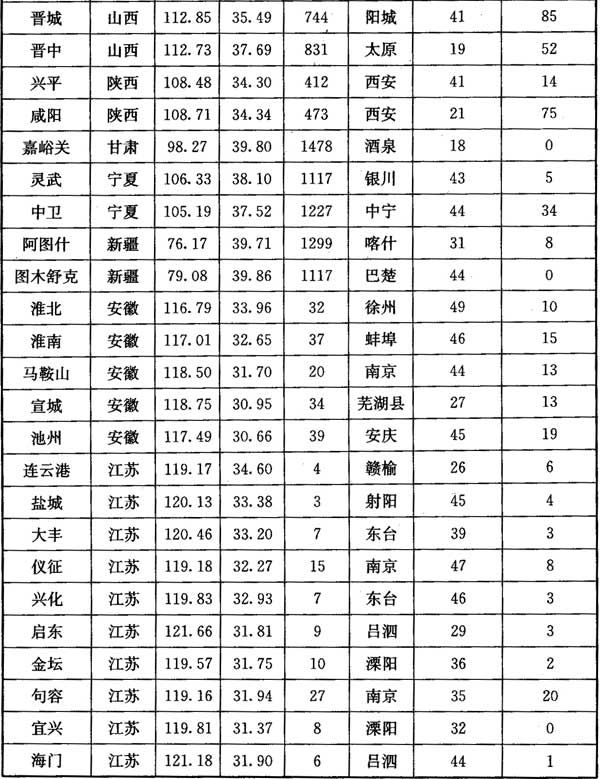 晋城 山西 112.85 35.49 744 阳城 41 85
晋中 山西 112.73 37.69 831 太原 19 52
兴平 陕西 108.48 34.30 412 西安 41 14
咸阳 陕西 108.71 34.34 473 西安 21 75
嘉峪关 甘肃 98.27 39.80 1478 酒泉 18 0
灵武 宁夏 106.33 38.10 1117 银川 43 5
中卫 宁夏 105.19 37.52 1227 中宁 44 34
阿图什 新疆 76.17 39.71 1299 喀什 31 8
图木舒克 新疆 79.08 39.86 1117 巴楚 44 0
淮北 安徽 116.79 33.96 32 徐州 49 10
淮南 安徽 117.01 32.65 37 蚌埠 46 15
马鞍山 安徽 118.50 31.70 20 南京 44 13
宣城 安徽 118.75 30.95 34 芜湖县 27 13
池州 安徽 117.49 30.66 39 安庆 45 19
连云港 江苏 119.17 34.60 4 赣榆 26 6
盐城 江苏 120.13 33.38 3 射阳 45 4
大丰 江苏 120.46 33.20 7 东台 39 3
仪征 江苏 119.18 32.27 15 南京 47 8
兴化 江苏 119.83 32.93 7 东台 46 3
启东 江苏 121.66 31.81 9 吕泗 29 3
金坛 江苏 119.57 31.75 10 溧阳 36 2
句容 江苏 119.16 31.94 27 南京 35 20
宜兴 江苏 119.81 31.37 8 溧阳 32 0
海门 江苏 121.18 31.90 6 吕泗 44 1